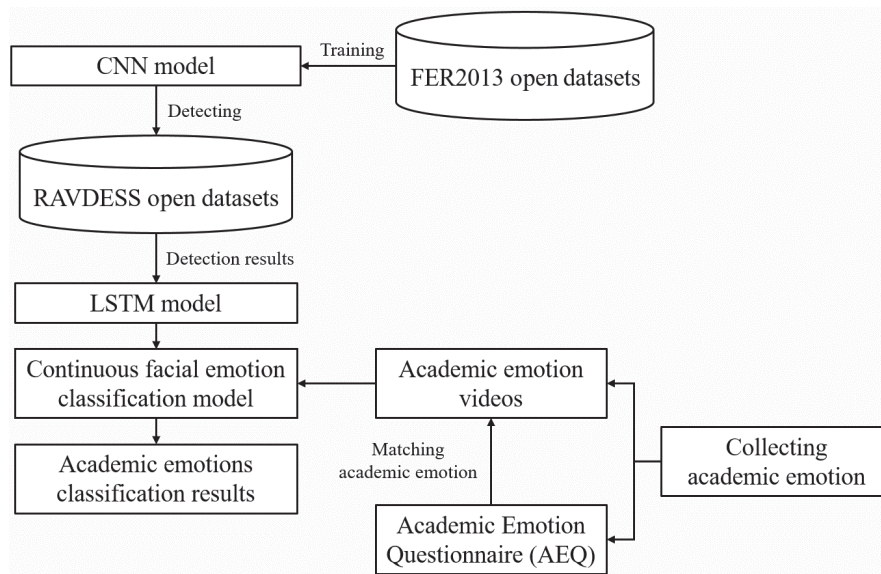 Training
CNN model
FER2013 open datasets
Detecting
RAVDESS open datasets
Detection results
LSTM model
Continuous facial emotion
classification model
Academic emotion
videos
Matching
academic emotion
Collecting
academic emotion
Academic emotions
classification results
Academic Emotion
Questionnaire (AEQ)